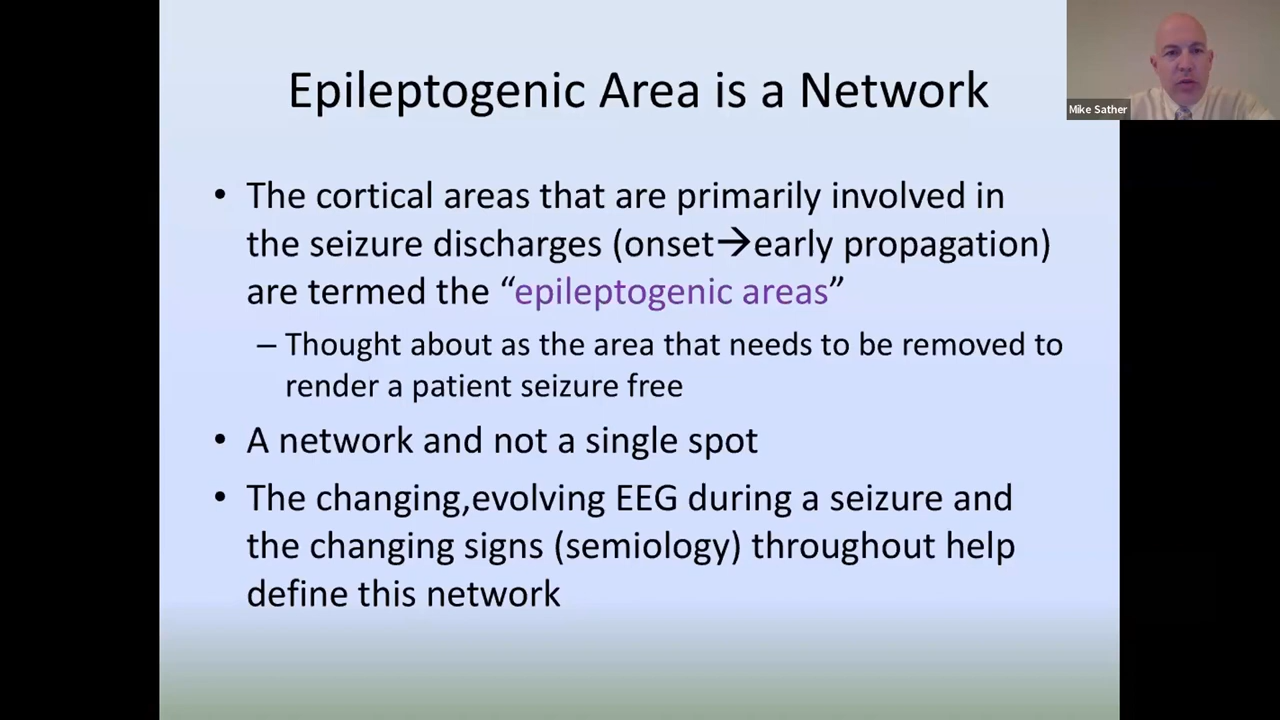 Epileptogenic Area is a Network
Mike Sather
• The cortical areas that are primarily involved in
the seizure discharges (onset→early propagation)
are termed the “epileptogenic areas”
– Thought about as the area that needs to be removed to
render a patient seizure free
• A network and not a single spot
• The changing,evolving EEG during a seizure and
the changing signs (semiology) throughout help
define this network